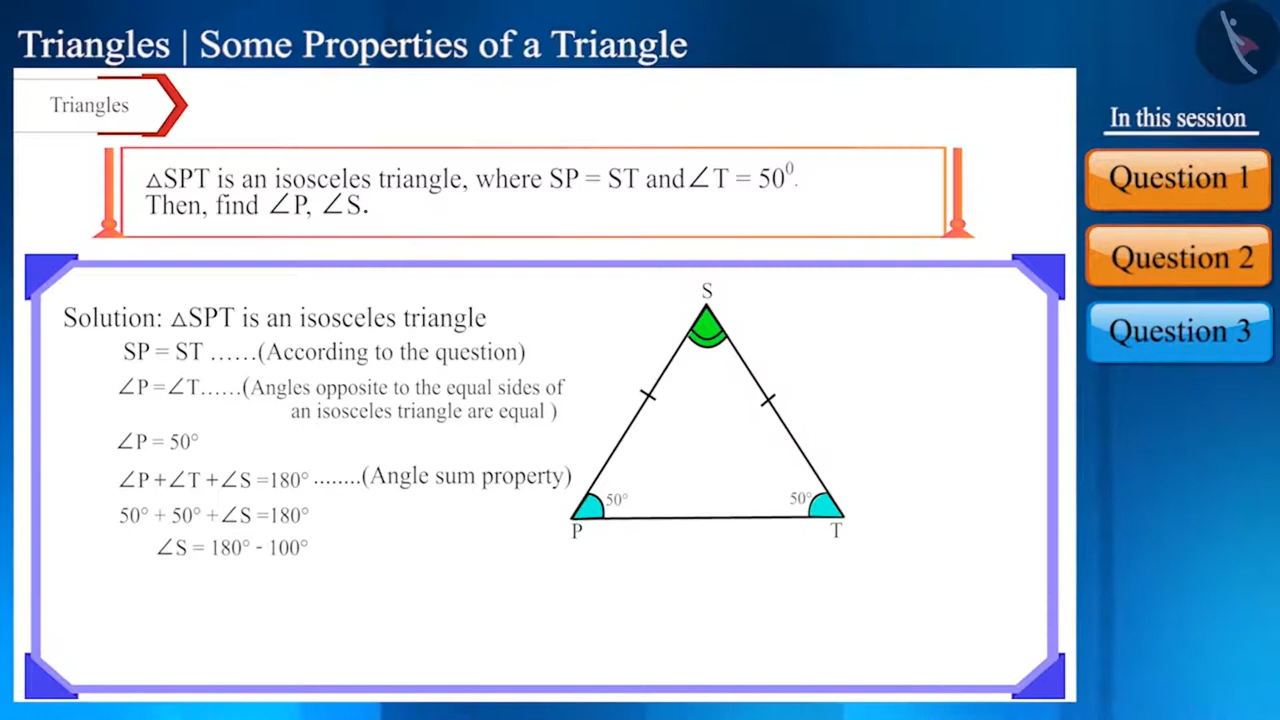 Triangles | Some Properties of a Triangle
Triangles
In this session
Question 1
Question 2
Question 3
△SPT is an isosceles triangle, where SP = ST and∠T = 50⁰.
Then, find ∠P, ∠S.
Solution: △SPT is an isosceles triangle
SP = ST ......(According to the question)
∠P =∠T......(Angles opposite to the equal sides of
an isosceles triangle are equal )
∠P = 50°
∠P +∠T +∠S =180° ........(Angle sum property)
50° + 50° +∠S =180°
∠S = 180° - 100°
S
50°
50°
P
T